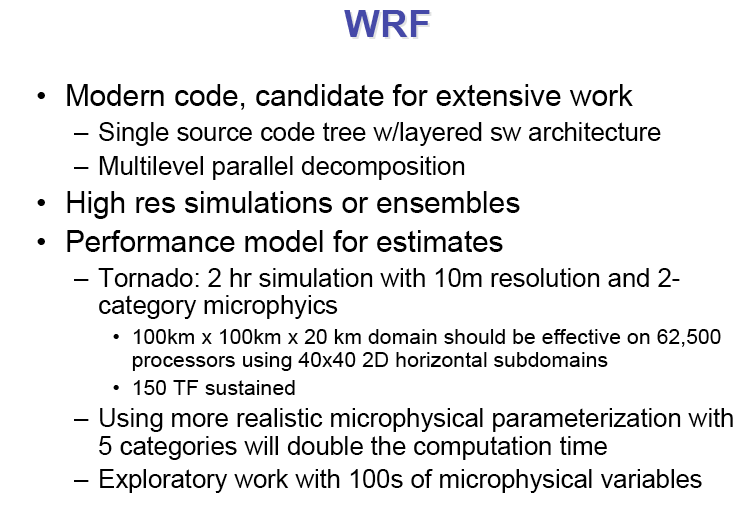 WRF
• Modern code, candidate for extensive work
– Single source code tree w/layered sw architecture
– Multilevel parallel decomposition
• High res simulations or ensembles
• Performance model for estimates
– Tornado: 2 hr simulation with 10m resolution and 2-
category microphyics
• 100km x 100km x 20 km domain should be effective on 62,500
processors using 40x40 2D horizontal subdomains
• 150 TF sustained
– Using more realistic microphysical parameterization with
5 categories will double the computation time
– Exploratory work with 100s of microphysical variables